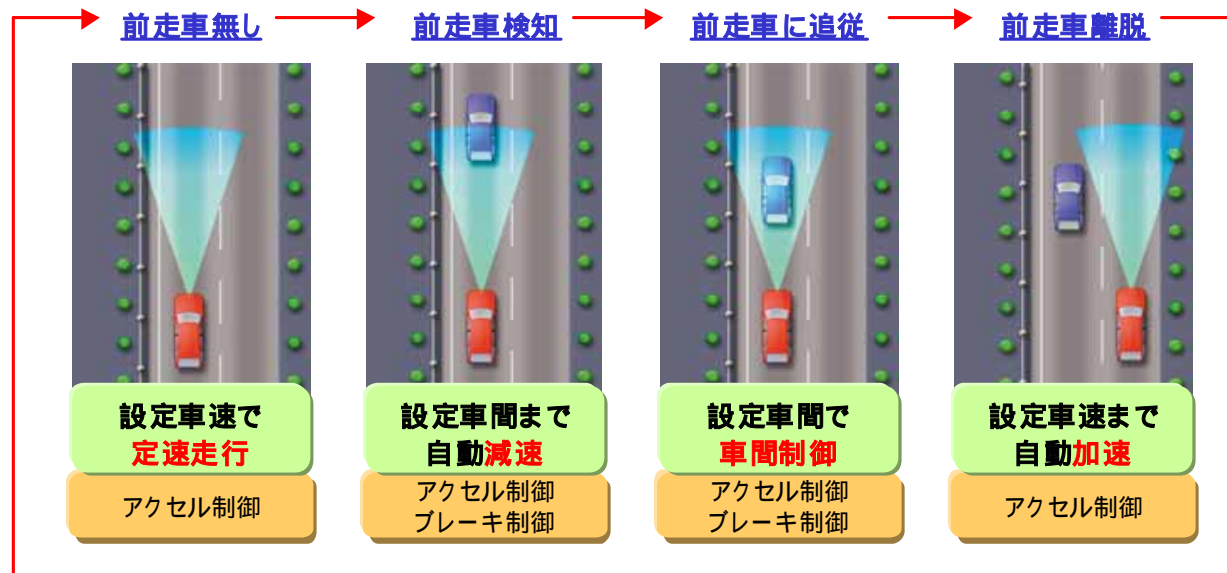 前走車無し
前走車検知
前走車に追従
前走車離脱
設定車速で
定速走行
アクセル制御
設定車間まで
自動減速
アクセル制御
ブレーキ制御
設定車間で
車間制御
アクセル制御
ブレーキ制御
設定車速まで
自動加速
アクセル制御